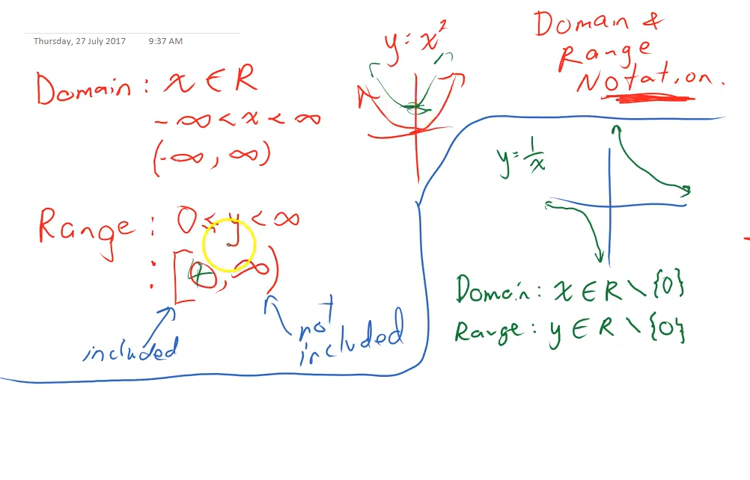 Thursday, 27 July 2017 9:37 AM
Domain & Range Notation.
y = x²
Domain : x ∈ R
-∞ < x < ∞
(-∞, ∞)
Range : 0 ≤ y < ∞
: [0, ∞)
included
not included
y = 1/x
Domain : x ∈ R \ {0}
Range : y ∈ R \ {0}